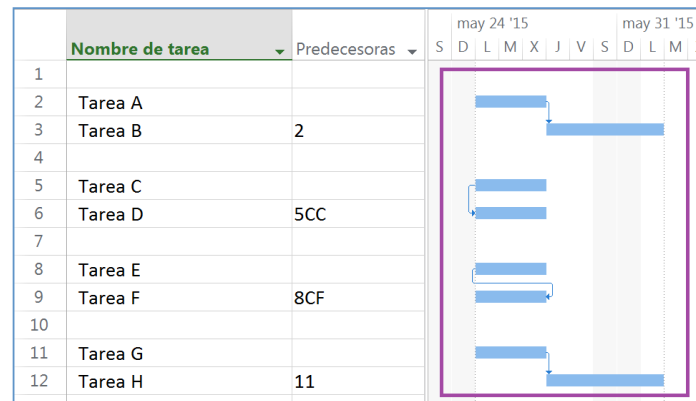 may 24 '15 may 31 '15
Nombre de tarea Predecesoras S D L M X J V S D L M
1
2 Tarea A
3 Tarea B 2
4
5 Tarea C
6 Tarea D 5CC
7
8 Tarea E
9 Tarea F 8CF
10
11 Tarea G
12 Tarea H 11